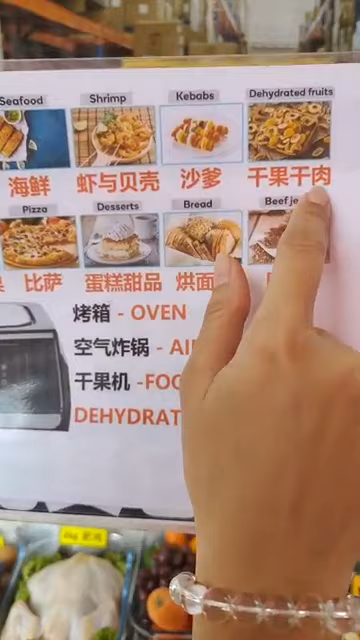 Seafood Shrimp Kebabs Dehydrated fruits
海鲜 虾与贝壳 沙爹 干果干肉
Pizza Desserts Bread Beef je
比萨 蛋糕甜品 烘面
烤箱 - OVEN
空气炸锅 - AI
干果机 -FOO
DEHYDRAT